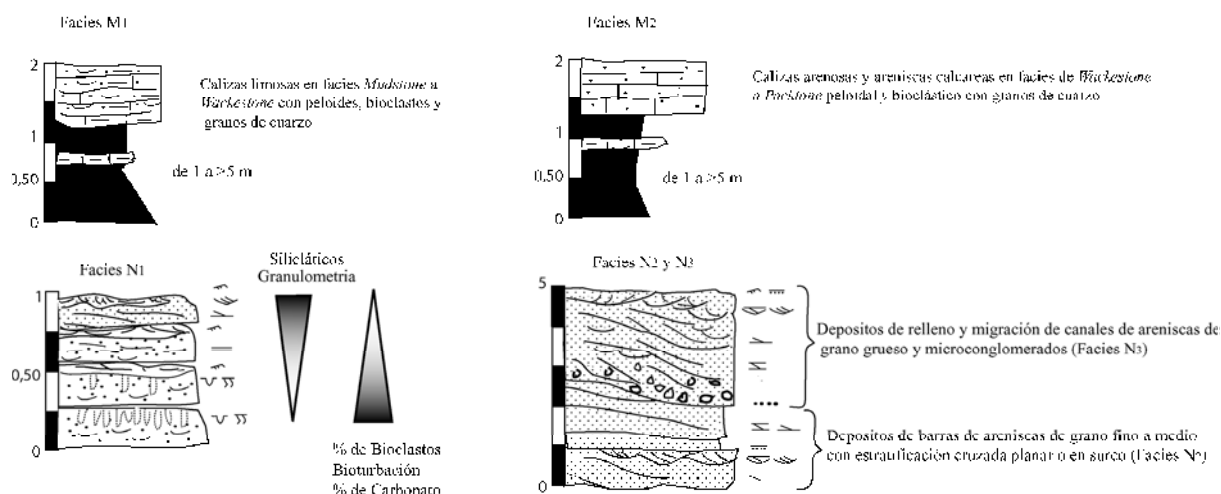 Facies M1
2
1
0,50
0
Calizas limosas en facies Mudstone a
Wackestone con peloides, bioclastos y
granos de cuarzo
de 1 a >5 m
Facies M2
2
1
0,50
0
Calizas arenosas y areniscas calcareas en facies de Wackestone
a Packstone peloidal y bioclástico con granos de cuarzo
de 1 a >5 m
Facies N1
1
0,50
0
Silicláticos
Granulometria
% de Bioclastos
Bioturbación
% de Carbonato
Facies N2 y N3
5
0
Depositos de relleno y migración de canales de areniscas de
grano grueso y microconglomerados (Facies N3)
Depositos de barras de areniscas de grano fino a medio
con estratificación cruzada planar o en surco (Facies N2)